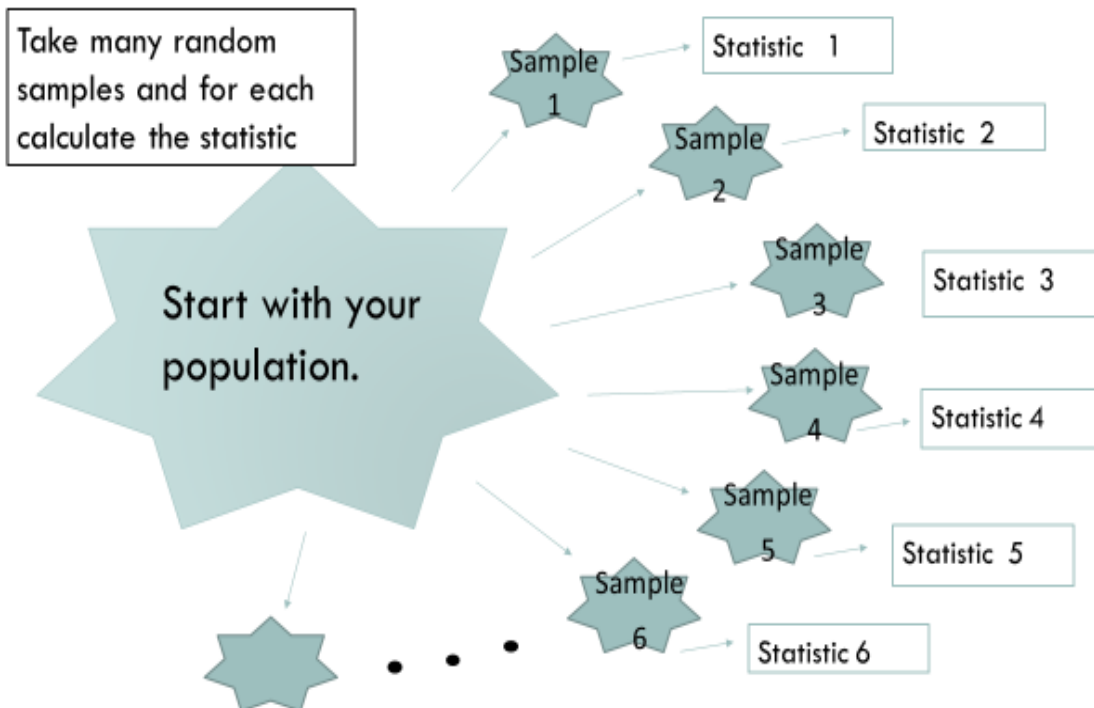 Take many random
samples and for each
calculate the statistic
Start with your
population.
Sample
1
Statistic 1
Sample
2
Statistic 2
Sample
3
Statistic 3
Sample
4
Statistic 4
Sample
5
Statistic 5
Sample
6
Statistic 6